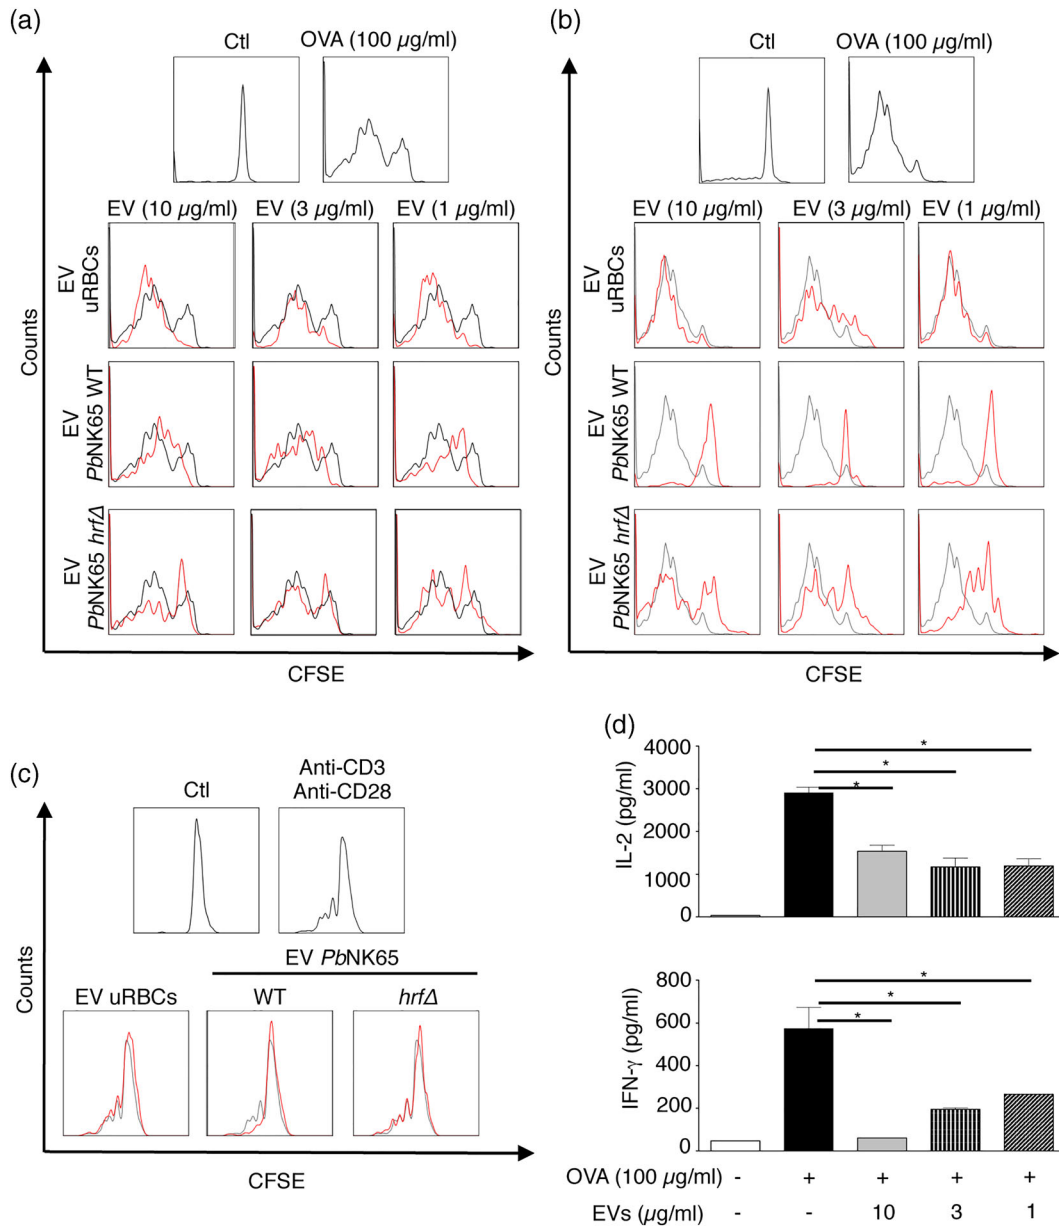 (a)
Ctl OVA (100 µg/ml)
EV (10 µg/ml) EV (3 µg/ml) EV (1 µg/ml)
EV
uRBCs
EV
PbNK65 WT
EV
PbNK65 hrfΔ
Counts
CFSE
(b)
Ctl OVA (100 µg/ml)
EV (10 µg/ml) EV (3 µg/ml) EV (1 µg/ml)
EV
uRBCs
EV
PbNK65 WT
EV
PbNK65 hrfΔ
Counts
CFSE
(c)
Ctl
Anti-CD3
Anti-CD28
EV PbNK65
EV uRBCs WT hrfΔ
Counts
CFSE
(d)
IL-2 (pg/ml)
4000
3000
2000
1000
0
*
*
*
IFN-γ (pg/ml)
800
600
400
200
0
*
*
*
OVA (100 µg/ml) - + + + +
EVs (µg/ml) - - 10 3 1